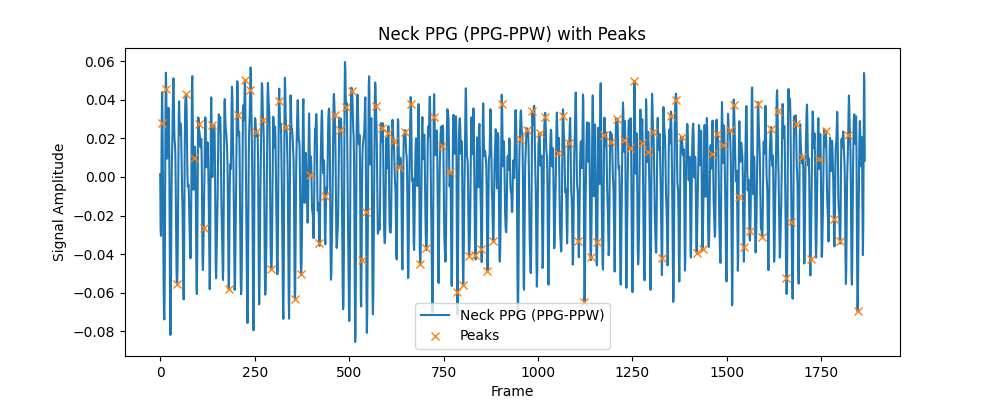 Neck PPG (PPG-PPW) with Peaks
Signal Amplitude
0.06
0.04
0.02
0.00
−0.02
−0.04
−0.06
−0.08
Neck PPG (PPG-PPW)
Peaks
0 250 500 750 1000 1250 1500 1750
Frame